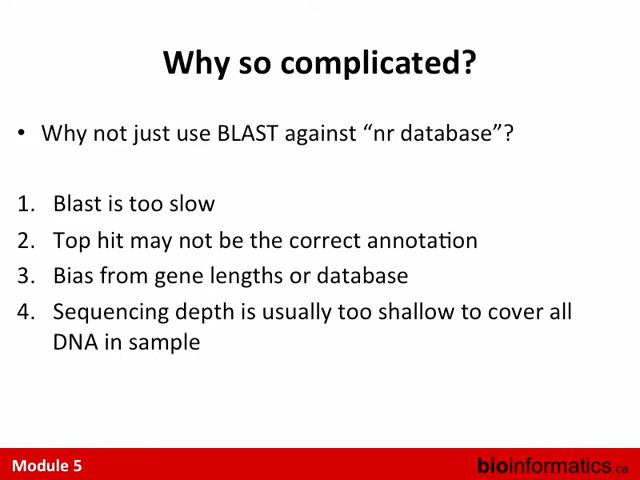 Why so complicated?
• Why not just use BLAST against “nr database”?
1. Blast is too slow
2. Top hit may not be the correct annotation
3. Bias from gene lengths or database
4. Sequencing depth is usually too shallow to cover all
DNA in sample
Module 5
bioinformatics.ca